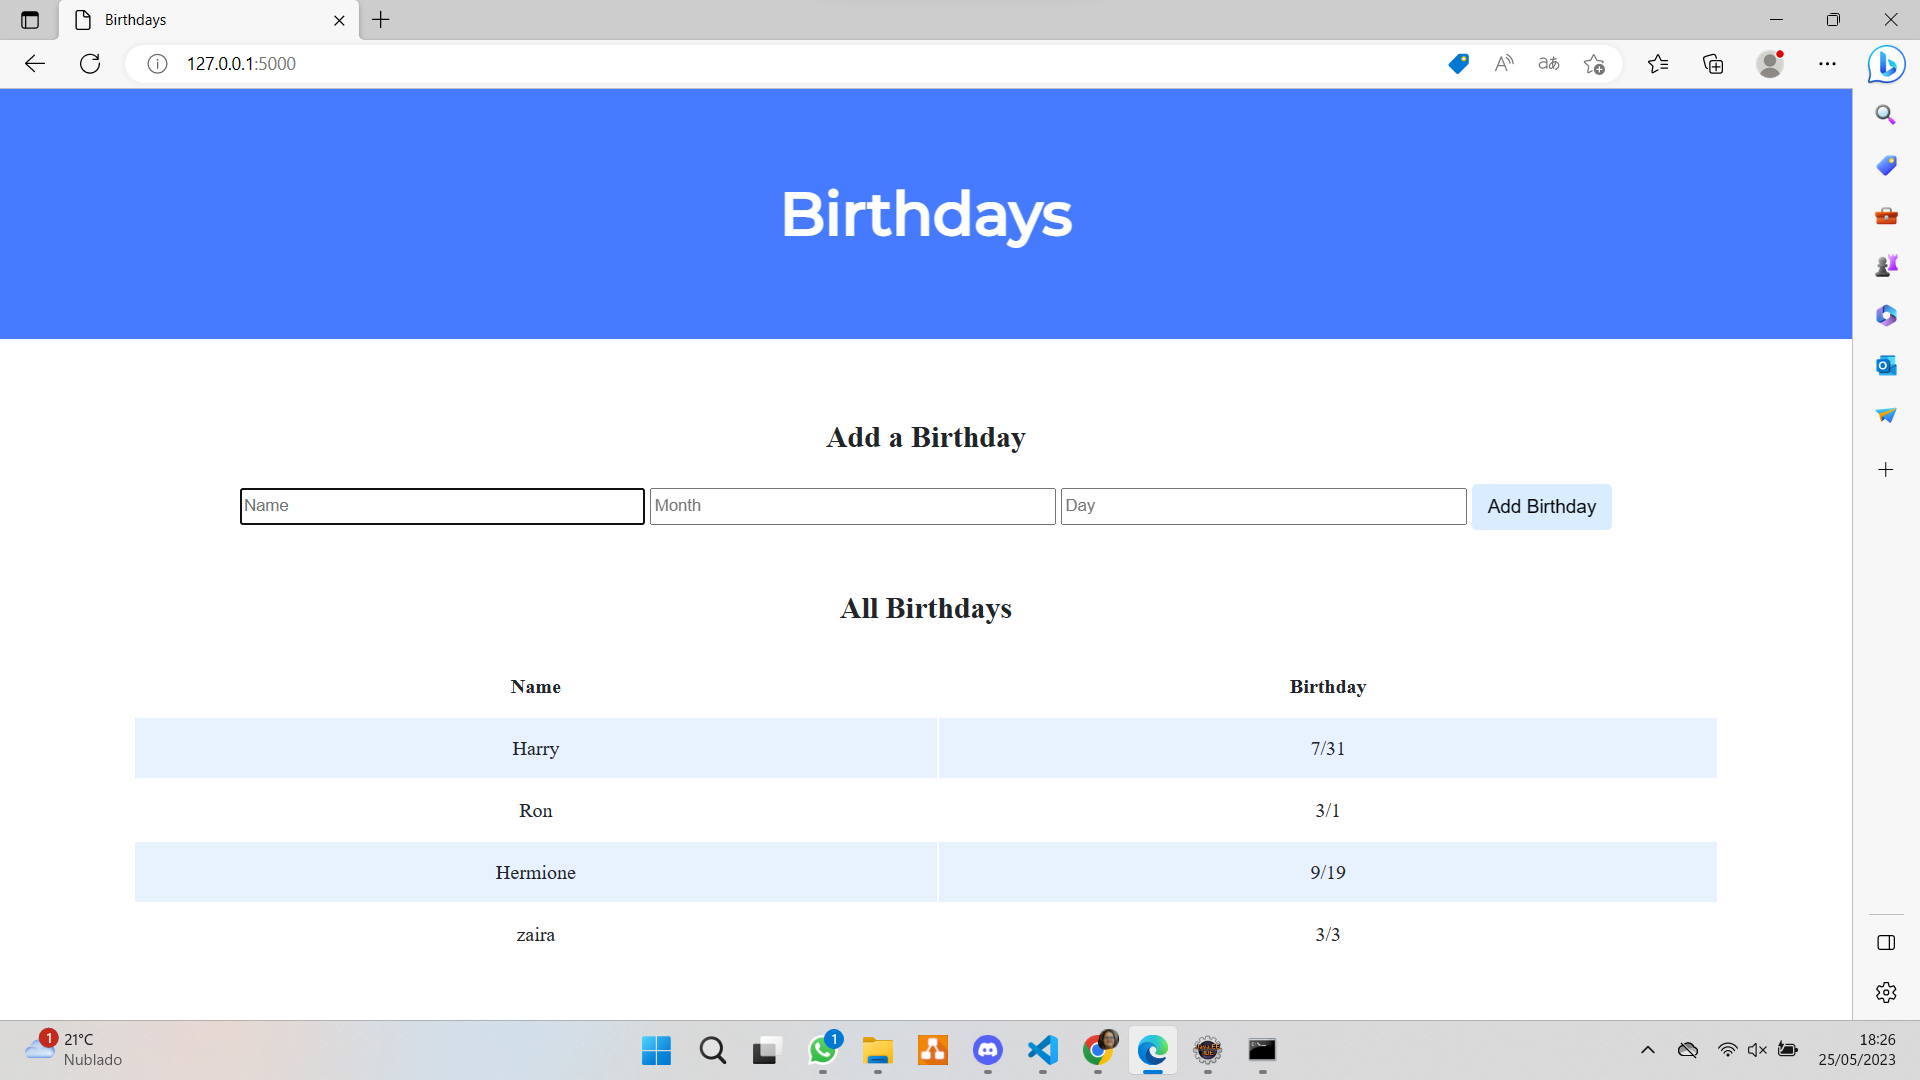 Birthdays
127.0.0.1:5000
Birthdays
Add a Birthday
Name Month Day Add Birthday
All Birthdays
Name Birthday
Harry 7/31
Ron 3/1
Hermione 9/19
zaira 3/3
1 21°C
Nublado
1
18:26
25/05/2023